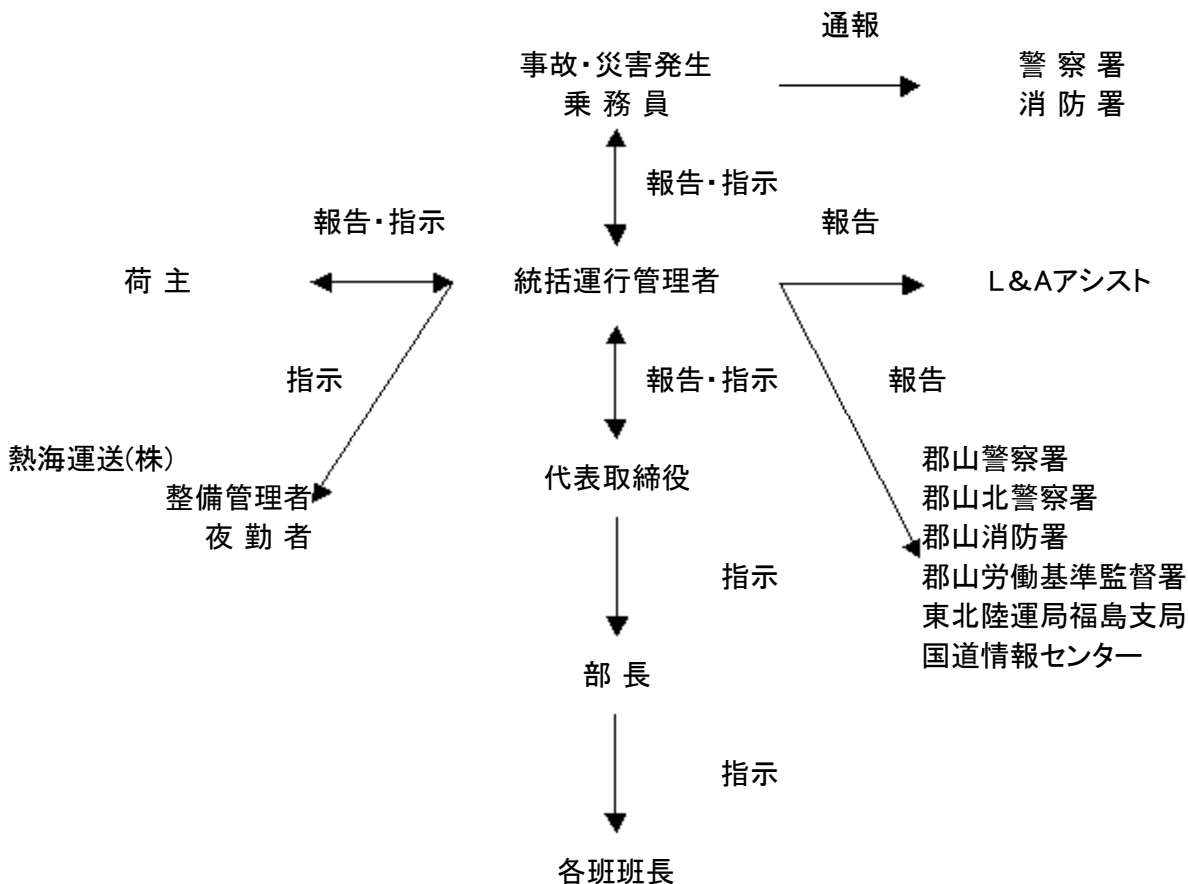 通報
事故・災害発生
乗 務 員
警 察 署
消 防 署
報告・指示
報告・指示
報告
荷 主
統括運行管理者
L&Aアシスト
指示
報告・指示
報告
熱海運送(株)
整備管理者
夜 勤 者
代表取締役
郡山警察署
郡山北警察署
郡山消防署
郡山労働基準監督署
東北陸運局福島支局
国道情報センター
指示
部 長
指示
各班班長